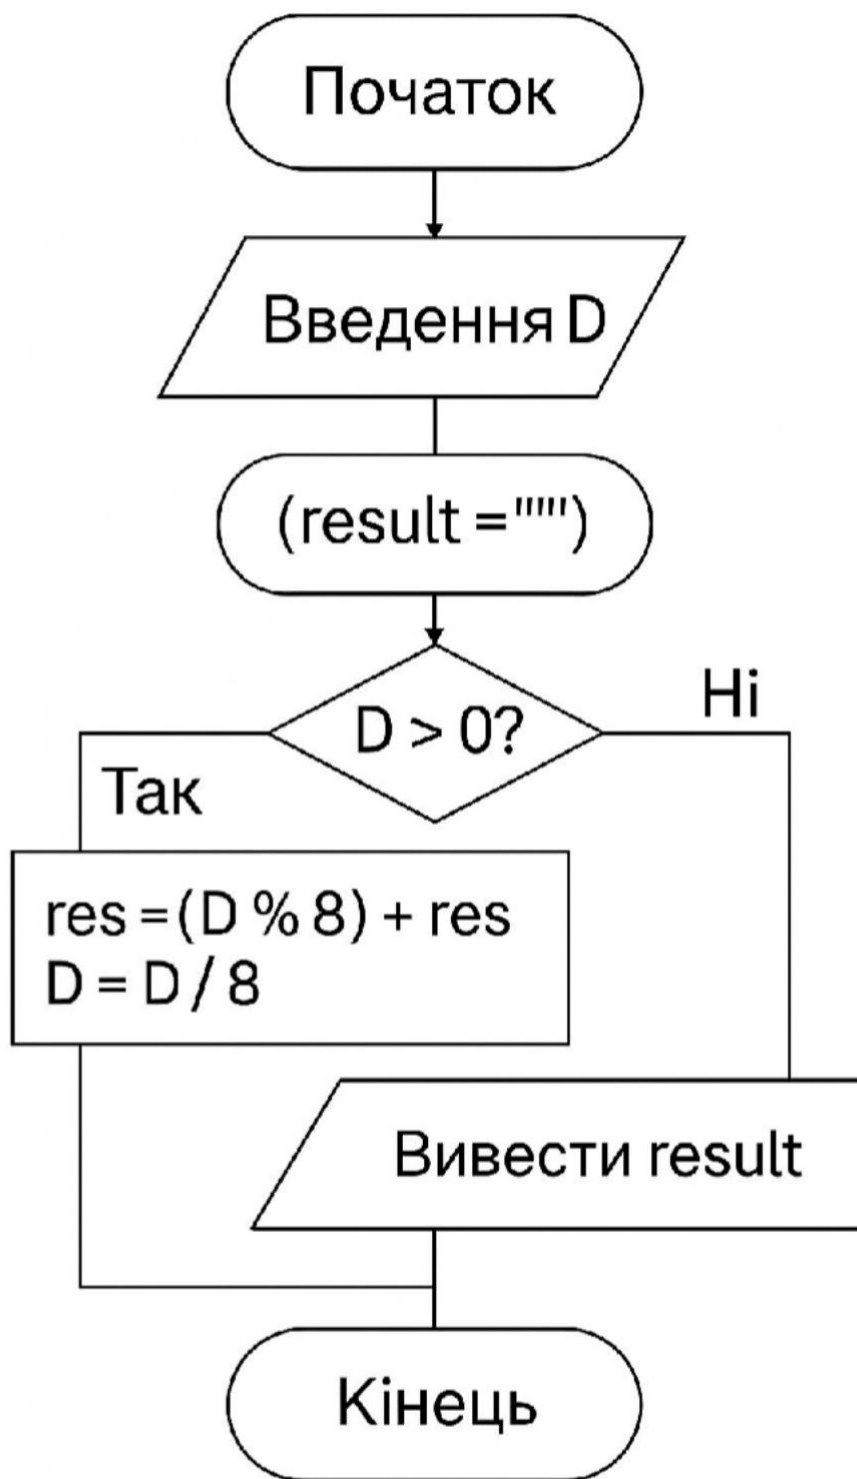 Початок
Введення D
(result = """)
D > 0?
Ні
Так
res = (D % 8) + res
D = D / 8
Вивести result
Кінець